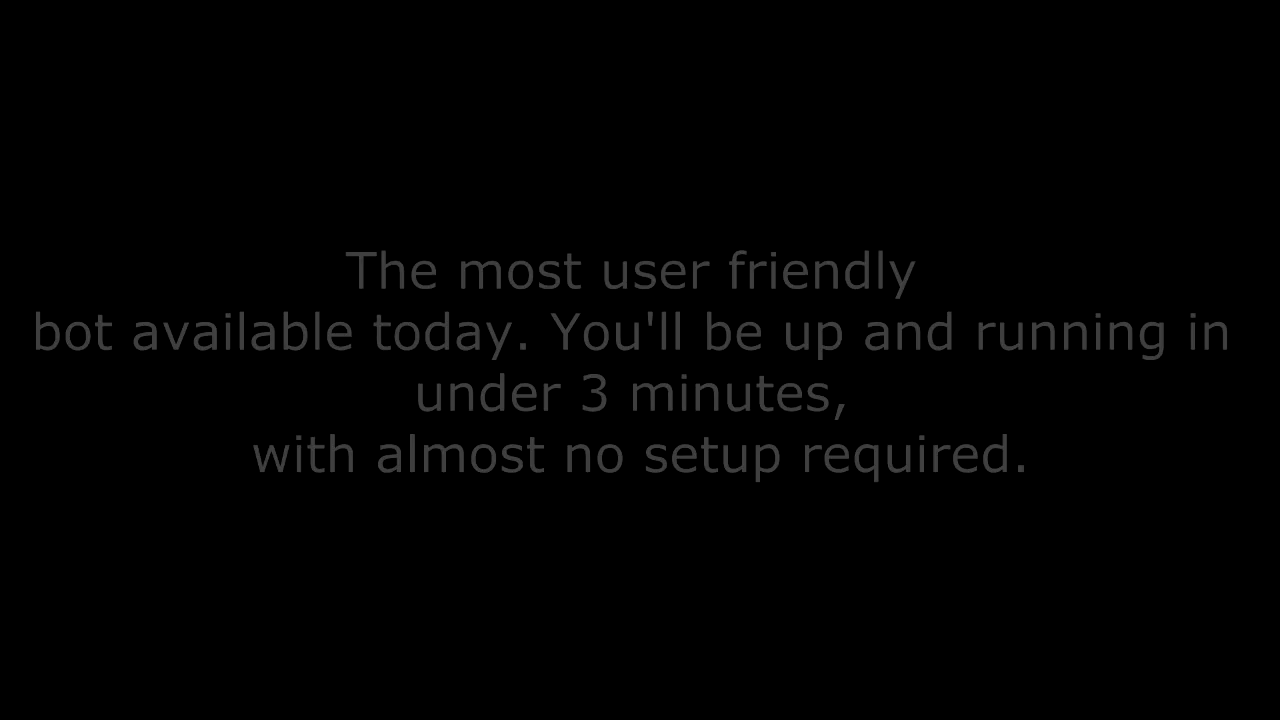 The most user friendly
bot available today. You'll be up and running in
under 3 minutes,
with almost no setup required.